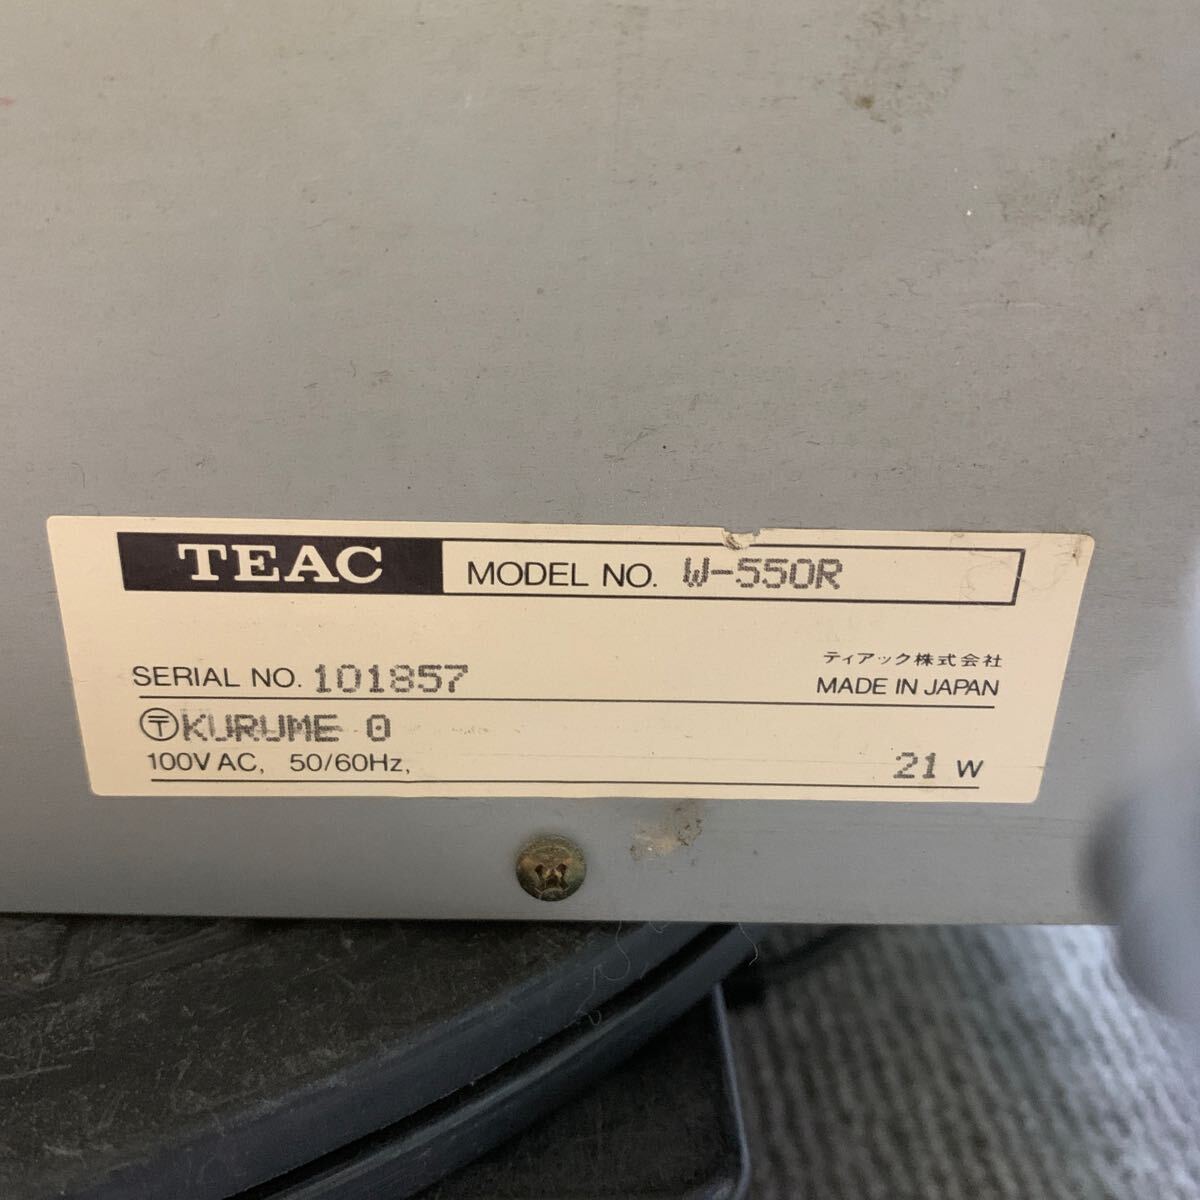 TEAC MODEL NO. W-550R
ティアック株式会社
SERIAL NO. 101857 MADE IN JAPAN
〶KURUME 0
100V AC, 50/60Hz, 21 W